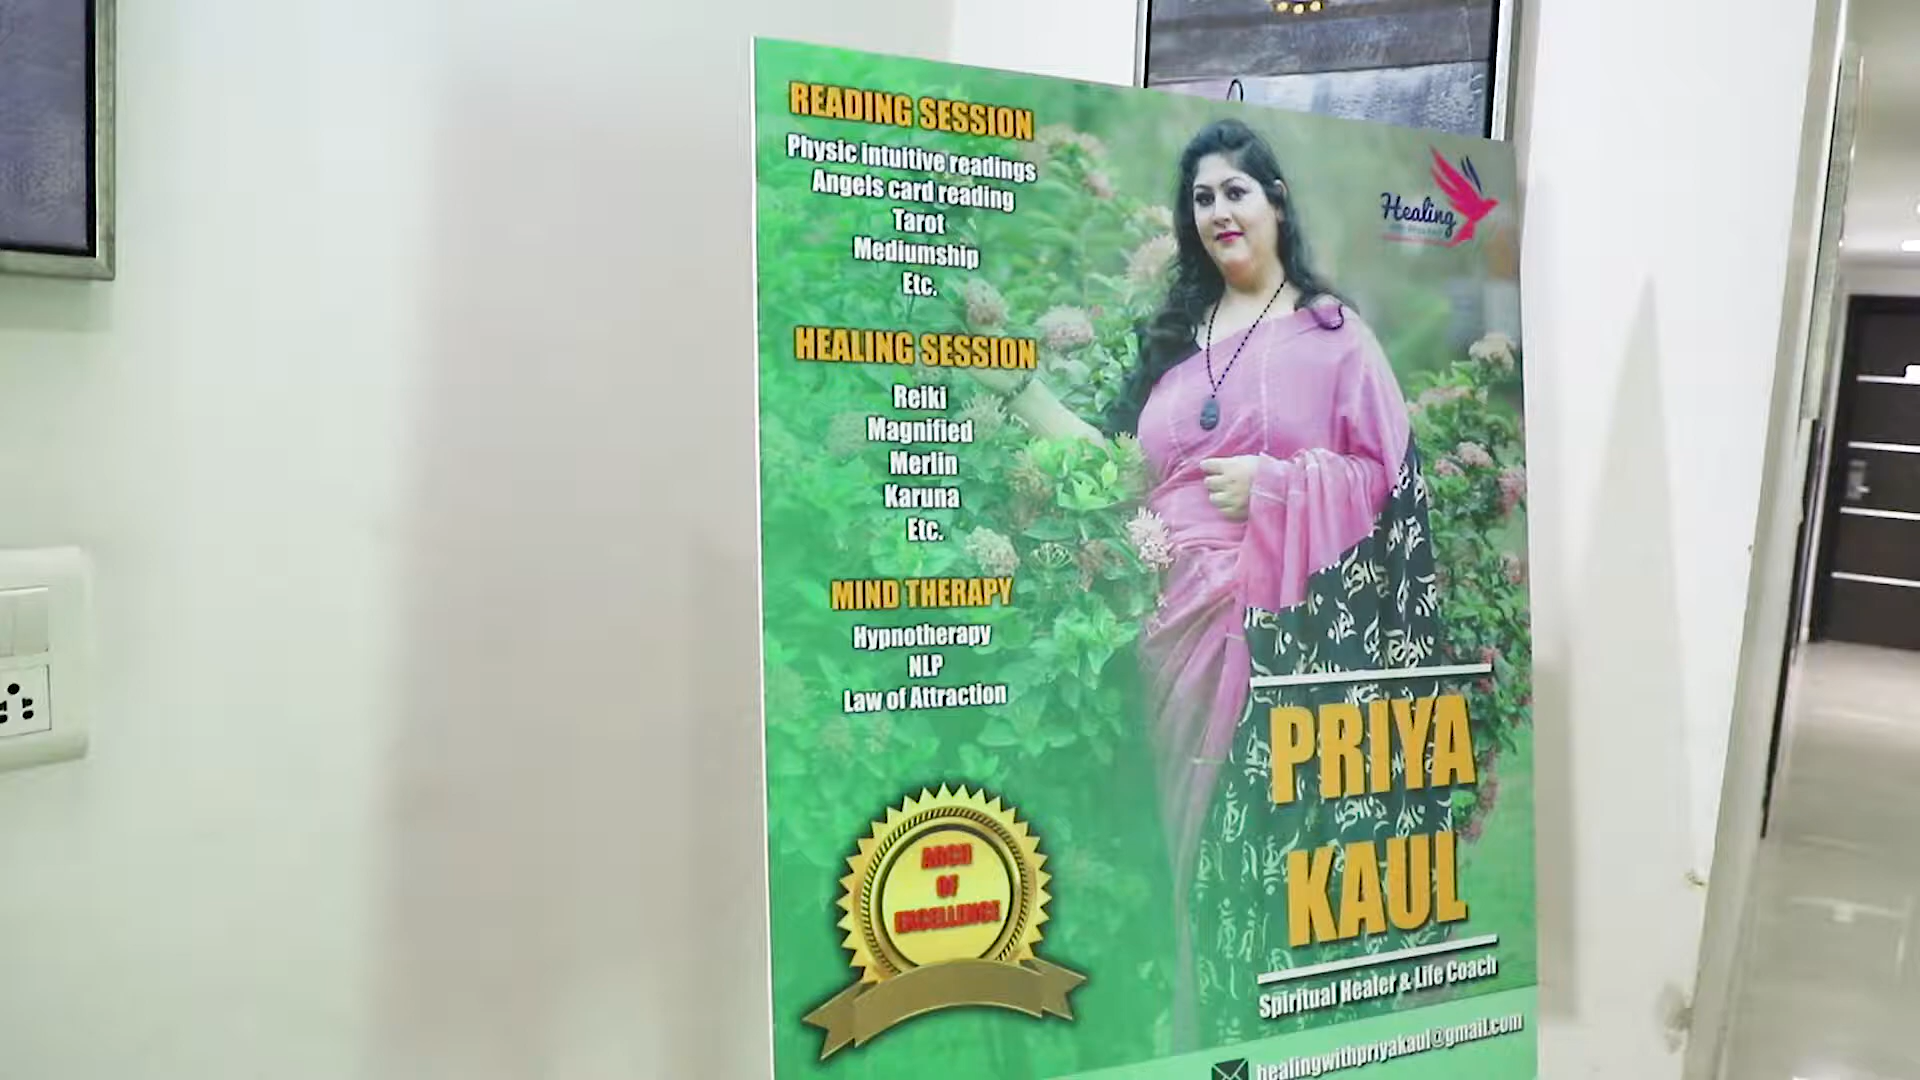 READING SESSION
Physic intuitive readings
Angels card reading
Tarot
Mediumship
Etc.
HEALING SESSION
Reiki
Magnified
Merlin
Karuna
Etc.
MIND THERAPY
Hypnotherapy
NLP
Law of Attraction
ARCH
OF
EXCELLENCE
Healing
PRIYA
KAUL
Spiritual Healer & Life Coach
healingwithpriyakaul@gmail.com